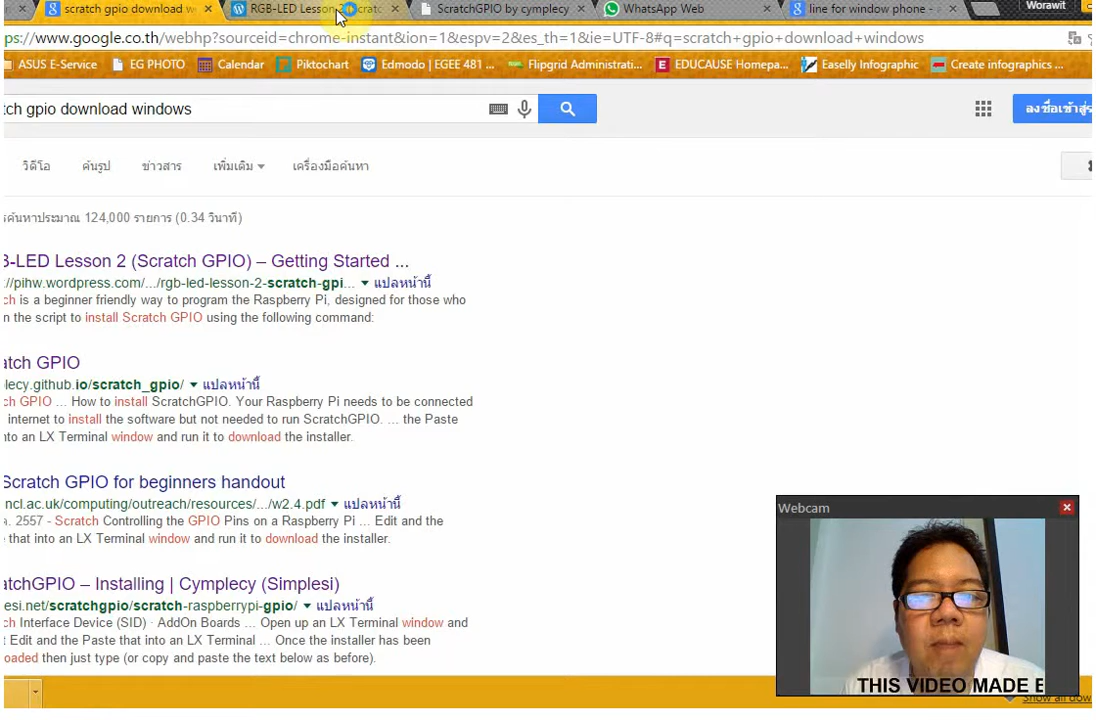 scratch gpio download w
RGB-LED Lesson 2 (Scratc
ScratchGPIO by cymplecy
WhatsApp Web
line for window phone -
Worawit
ps://www.google.co.th/webhp?sourceid=chrome-instant&ion=1&espv=2&es_th=1&ie=UTF-8#q=scratch+gpio+download+windows
ASUS E-Service
EG PHOTO
Calendar
Piktochart
Edmodo | EGEE 481 ...
Flipgrid Administrati...
EDUCAUSE Homepa...
Easelly Infographic
Create infographics ...
tch gpio download windows
ลงชื่อเข้าสู่ร
วิดีโอ
ค้นรูป
ข่าวสาร
เพิ่มเติม
เครื่องมือค้นหา
ารค้นหาประมาณ 124,000 รายการ (0.34 วินาที)
B-LED Lesson 2 (Scratch GPIO) – Getting Started ...
://pihw.wordpress.com/.../rgb-led-lesson-2-scratch-gpi... แปลหน้านี้
ch is a beginner friendly way to program the Raspberry Pi, designed for those who
n the script to install Scratch GPIO using the following command:
atch GPIO
lecy.github.io/scratch_gpio/ แปลหน้านี้
ch GPIO ... How to install ScratchGPIO. Your Raspberry Pi needs to be connected
internet to install the software but not needed to run ScratchGPIO. ... the Paste
nto an LX Terminal window and run it to download the installer.
Scratch GPIO for beginners handout
ncl.ac.uk/computing/outreach/resources/.../w2.4.pdf แปลหน้านี้
.ค. 2557 - Scratch Controlling the GPIO Pins on a Raspberry Pi ... Edit and the
e that into an LX Terminal window and run it to download the installer.
atchGPIO – Installing | Cymplecy (Simplesi)
esi.net/scratchgpio/scratch-raspberrypi-gpio/ แปลหน้านี้
ch Interface Device (SID) · AddOn Boards ... Open up an LX Terminal window and
t Edit and the Paste that into an LX Terminal ... Once the installer has been
oaded then just type (or copy and paste the text below as before).
Webcam
THIS VIDEO MADE B
Show all dow